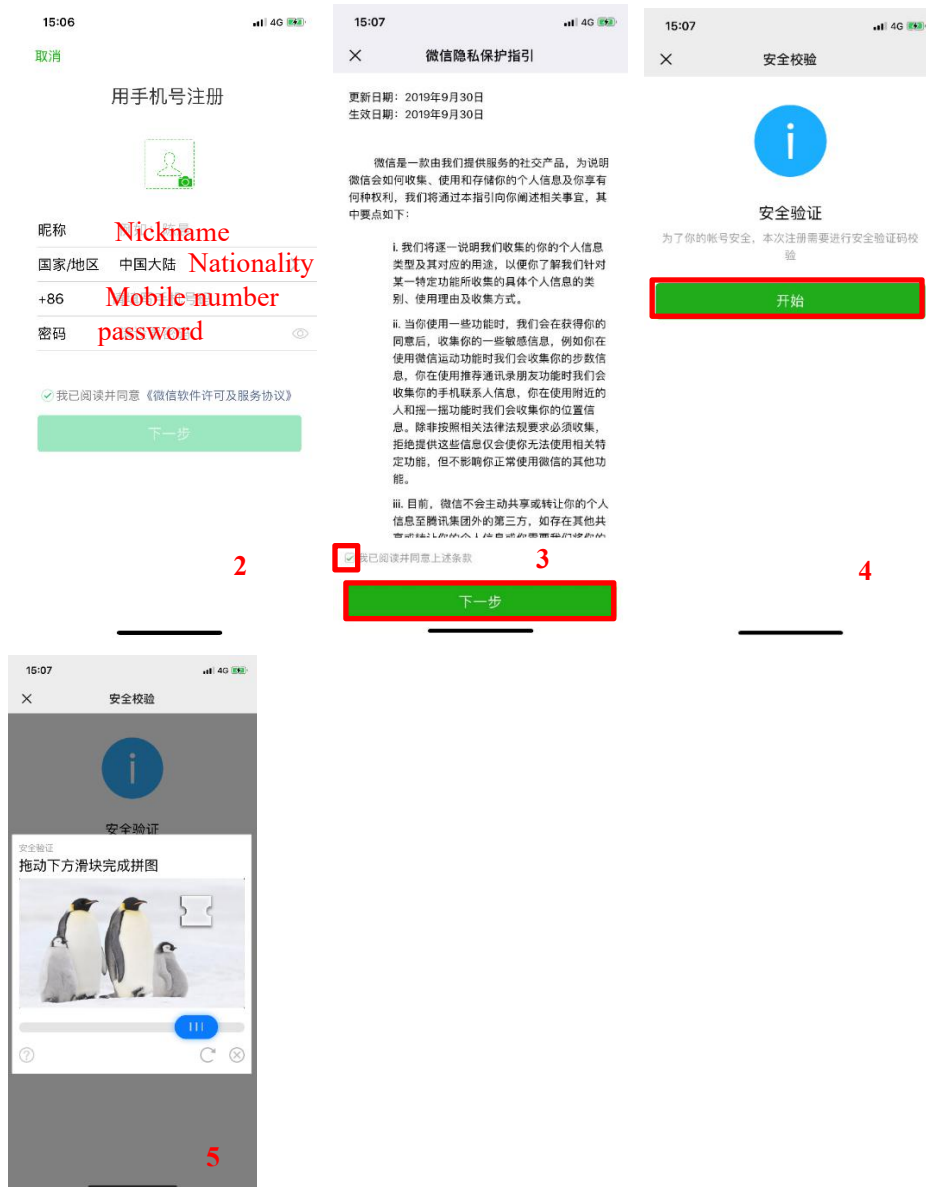 15:06
4G
取消
用手机号注册
昵称 Nickname
国家/地区 中国大陆 Nationality
+86 Mobile number
密码 password
我已阅读并同意《微信软件许可及服务协议》
下一步
2
15:07
4G
微信隐私保护指引
更新日期：2019年9月30日
生效日期：2019年9月30日
微信是一款由我们提供服务的社交产品，为说明
微信会如何收集、使用和存储你的个人信息及你享有
何种权利，我们将通过本指引向你阐述相关事宜，其
中要点如下：
i. 我们将逐一说明我们收集的你的个人信息
类型及其对应的用途，以便你了解我们针对
某一特定功能所收集的具体个人信息的类
别、使用理由及收集方式。
ii. 当你使用一些功能时，我们会在获得你的
同意后，收集你的一些敏感信息，例如你在
使用微信运动功能时我们会收集你的步数信
息，你在使用推荐通讯录朋友功能时我们会
收集你的手机联系人信息，你在使用附近的
人和摇一摇功能时我们会收集你的位置信
息。除非按照相关法律法规要求必须收集，
拒绝提供这些信息仅会使你无法使用相关特
定功能，但不影响你正常使用微信的其他功
能。
iii. 目前，微信不会主动共享或转让你的个人
信息至腾讯集团外的第三方，如存在其他共
享或转让你的个人信息或你需要我们将你的
我已阅读并同意上述条款
3
下一步
15:07
4G
安全校验
安全验证
为了你的帐号安全，本次注册需要进行安全验证码校
验
开始
4
15:07
4G
安全校验
安全验证
安全验证
拖动下方滑块完成拼图
5